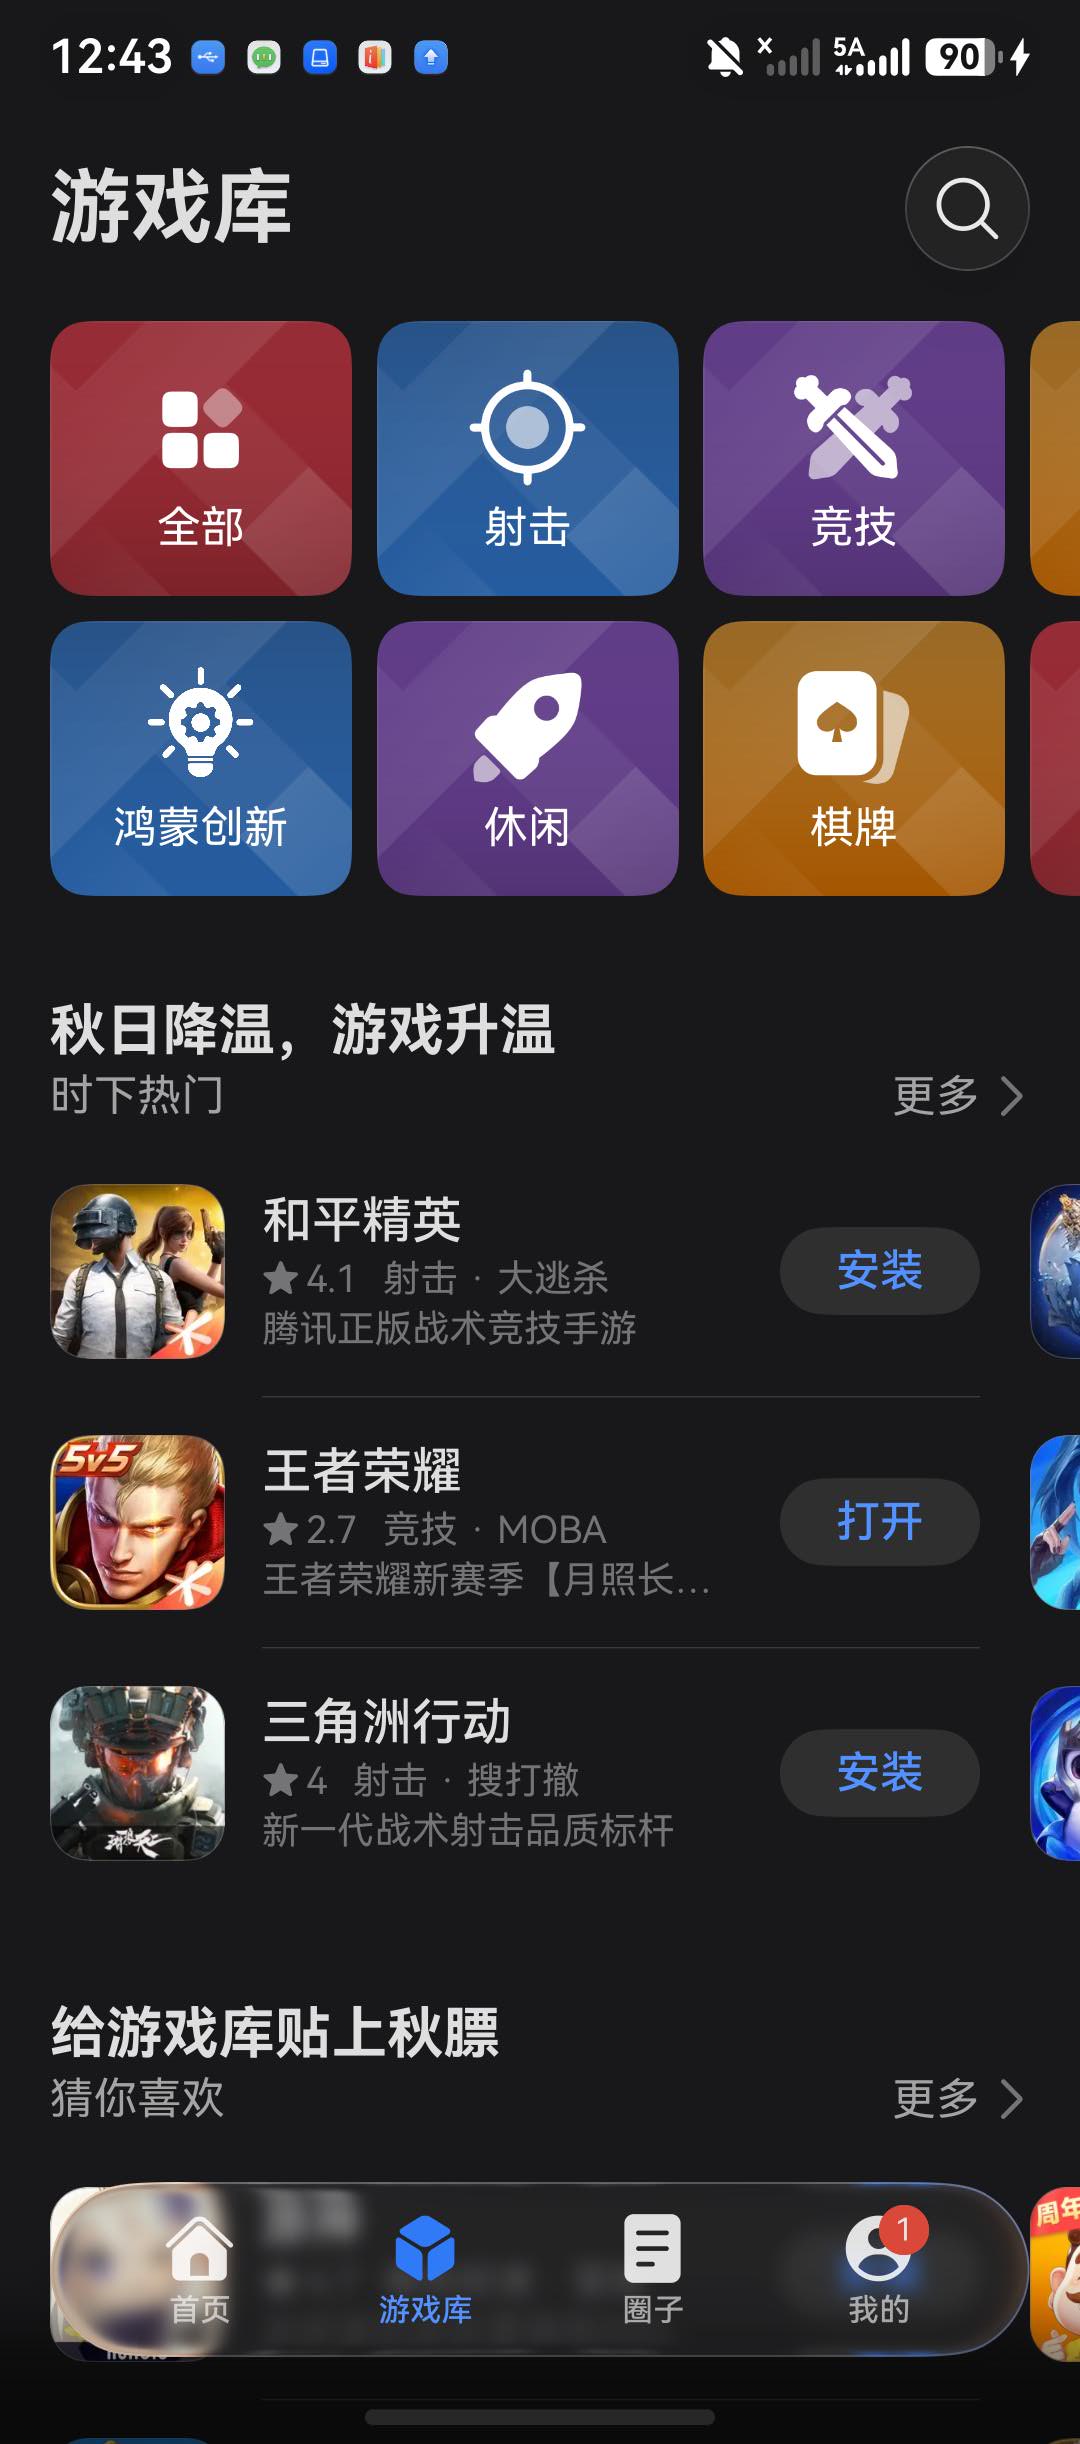 12:43
5A
90
游戏库
全部
射击
竞技
鸿蒙创新
休闲
棋牌
秋日降温，游戏升温
时下热门
更多
和平精英
4.1 射击 · 大逃杀
腾讯正版战术竞技手游
安装
5v5
王者荣耀
2.7 竞技 · MOBA
王者荣耀新赛季【月照长...
打开
三角洲行动
4 射击 · 搜打撤
新一代战术射击品质标杆
安装
给游戏库贴上秋膘
猜你喜欢
更多
周年
首页
游戏库
圈子
我的
1